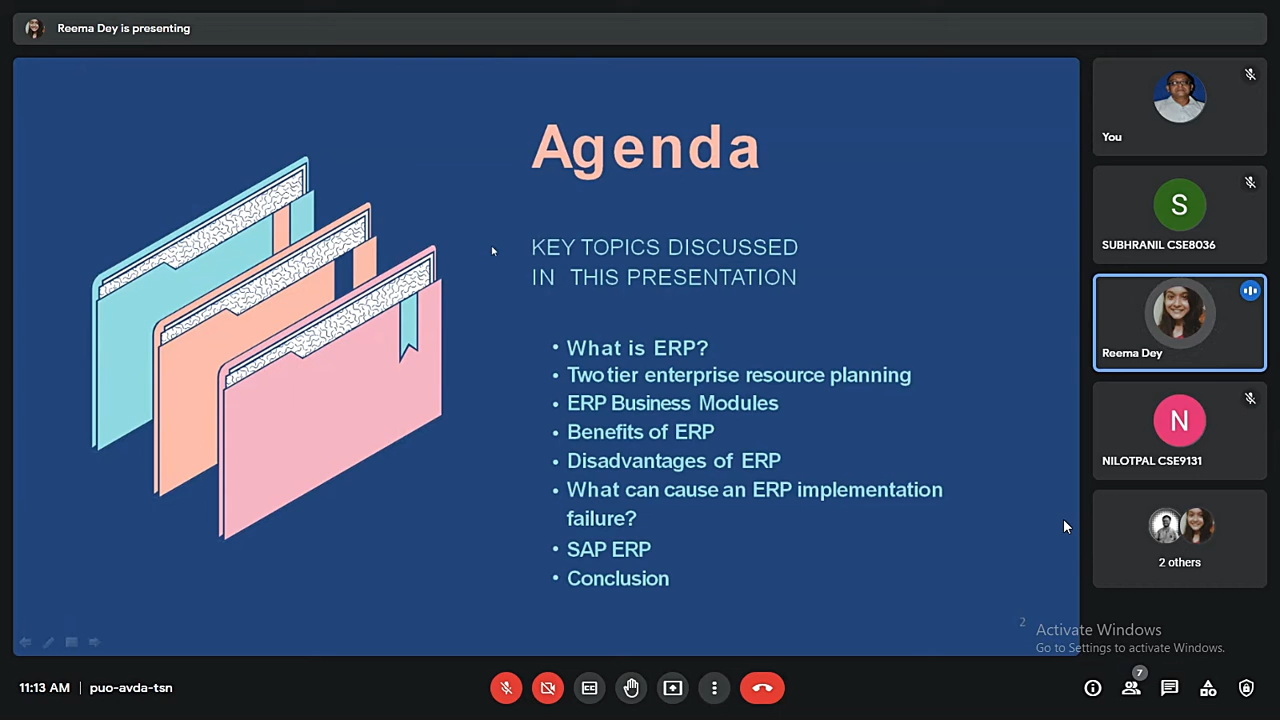 Reema Dey is presenting
Agenda
KEY TOPICS DISCUSSED
IN THIS PRESENTATION
• What is ERP?
• Two tier enterprise resource planning
• ERP Business Modules
• Benefits of ERP
• Disadvantages of ERP
• What can cause an ERP implementation
failure?
• SAP ERP
• Conclusion
2
You
S
SUBHRANIL CSE8036
Reema Dey
N
NILOTPAL CSE9131
2 others
Activate Windows
Go to Settings to activate Windows.
11:13 AM | puo-avda-tsn
CC
7